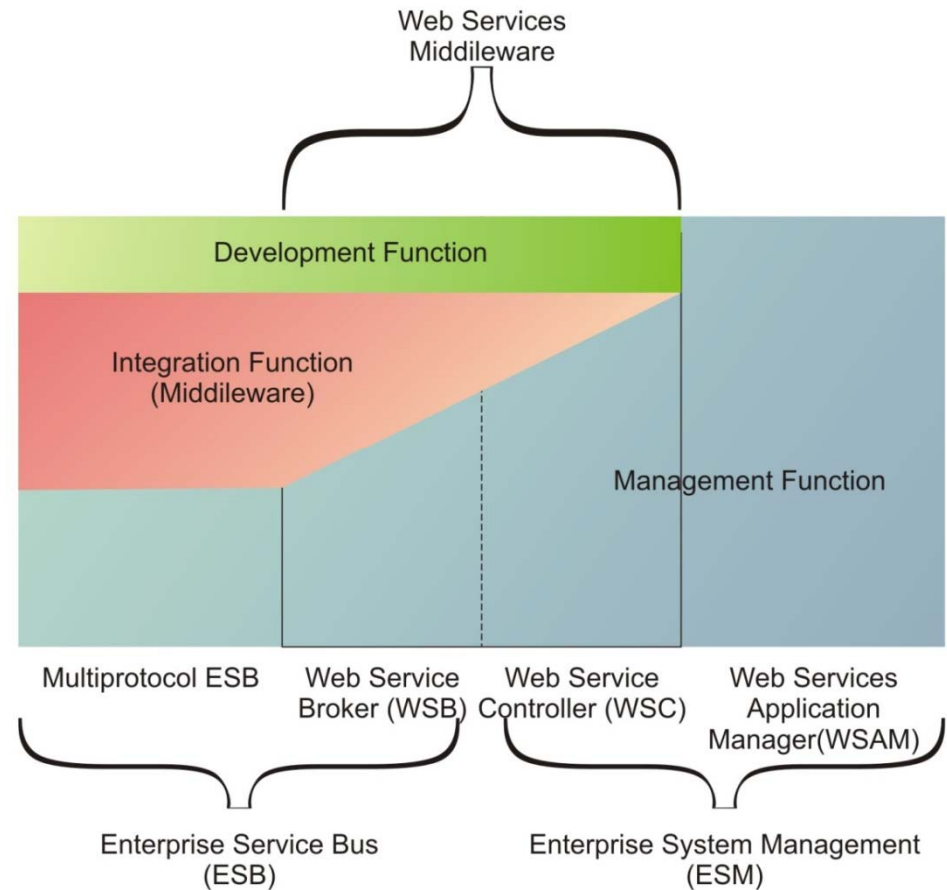 Web Services
Middileware
Development Function
Integration Function
(Middileware)
Management Function
Multiprotocol ESB
Web Service
Broker (WSB)
Web Service
Controller (WSC)
Web Services
Application
Manager(WSAM)
Enterprise Service Bus
(ESB)
Enterprise System Management
(ESM)